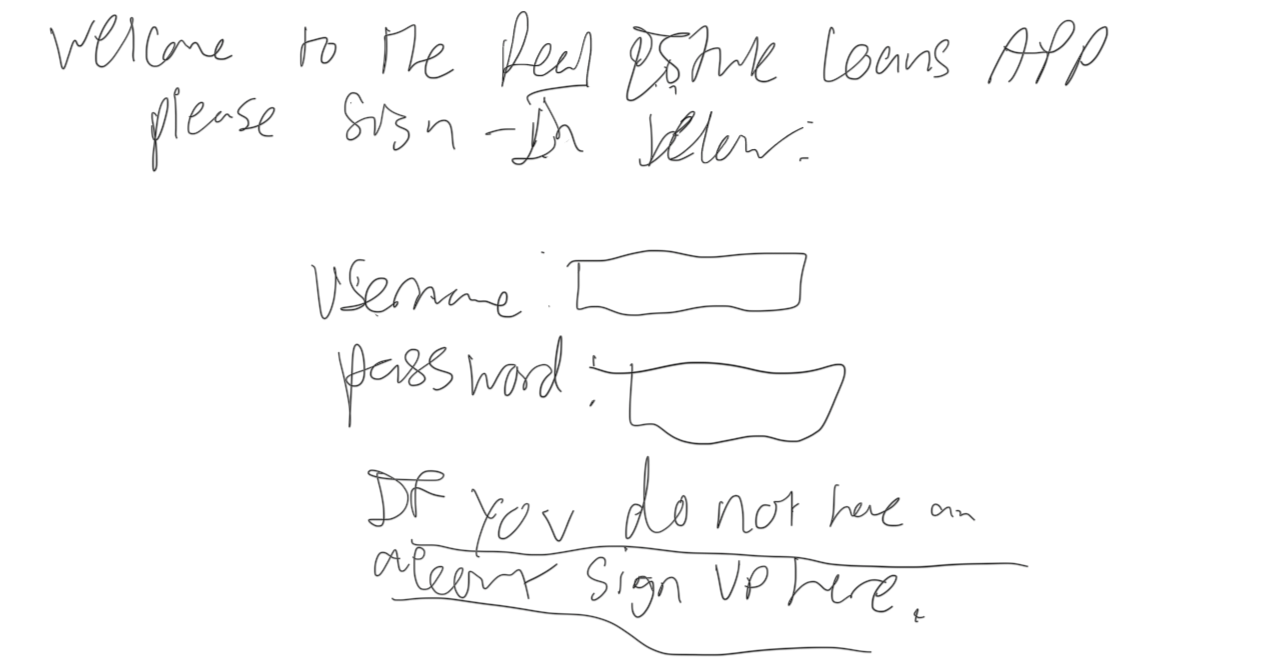 Welcome to the Real Estate Loans APP
please sign-In below:
Username:
password:
If you do not have an
account sign up here.